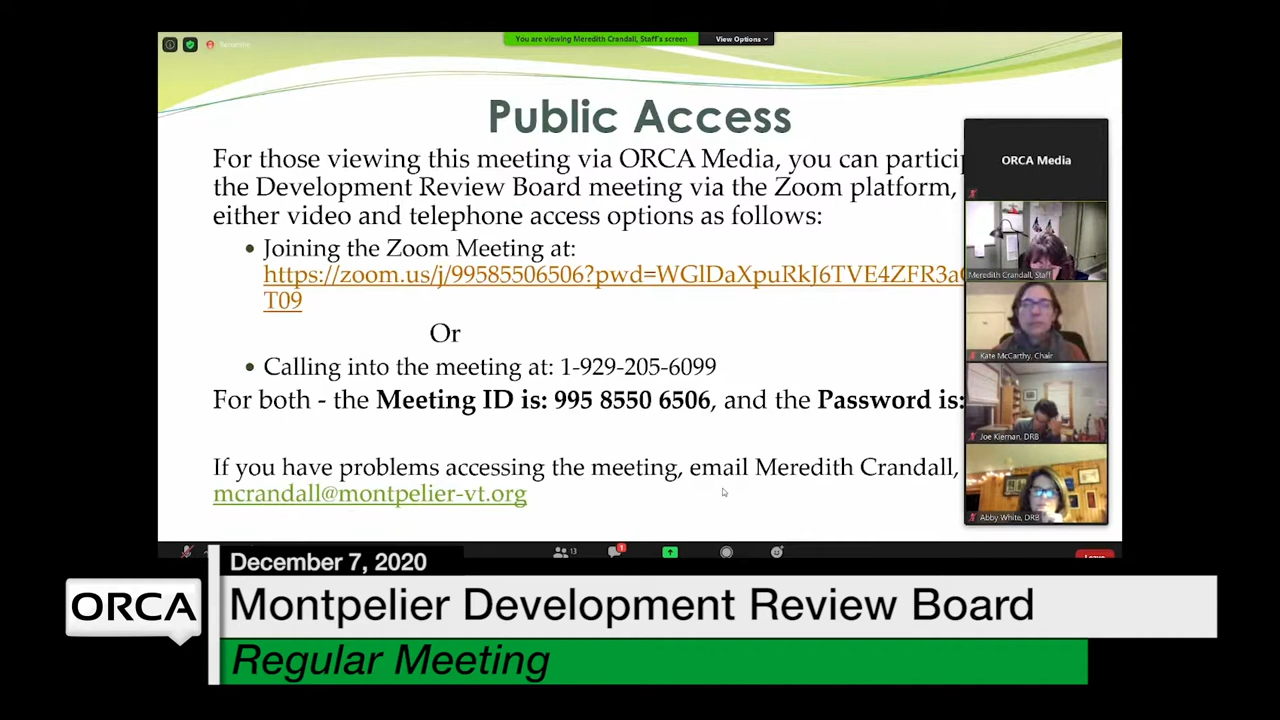 You are viewing Meredith Crandall, Staff's screen
View Options
Public Access
For those viewing this meeting via ORCA Media, you can particip
the Development Review Board meeting via the Zoom platform,
either video and telephone access options as follows:
Joining the Zoom Meeting at:
https://zoom.us/j/99585506506?pwd=WGlDaXpuRkJ6TVE4ZFR3a
T09
Or
Calling into the meeting at: 1-929-205-6099
For both - the Meeting ID is: 995 8550 6506, and the Password is:
If you have problems accessing the meeting, email Meredith Crandall,
mcrandall@montpelier-vt.org
ORCA Media
Meredith Crandall, Staff
Kate McCarthy, Chair
Joe Kiernan, DRB
Abby White, DRB
13
1
Leave
December 7, 2020
ORCA
Montpelier Development Review Board
Regular Meeting